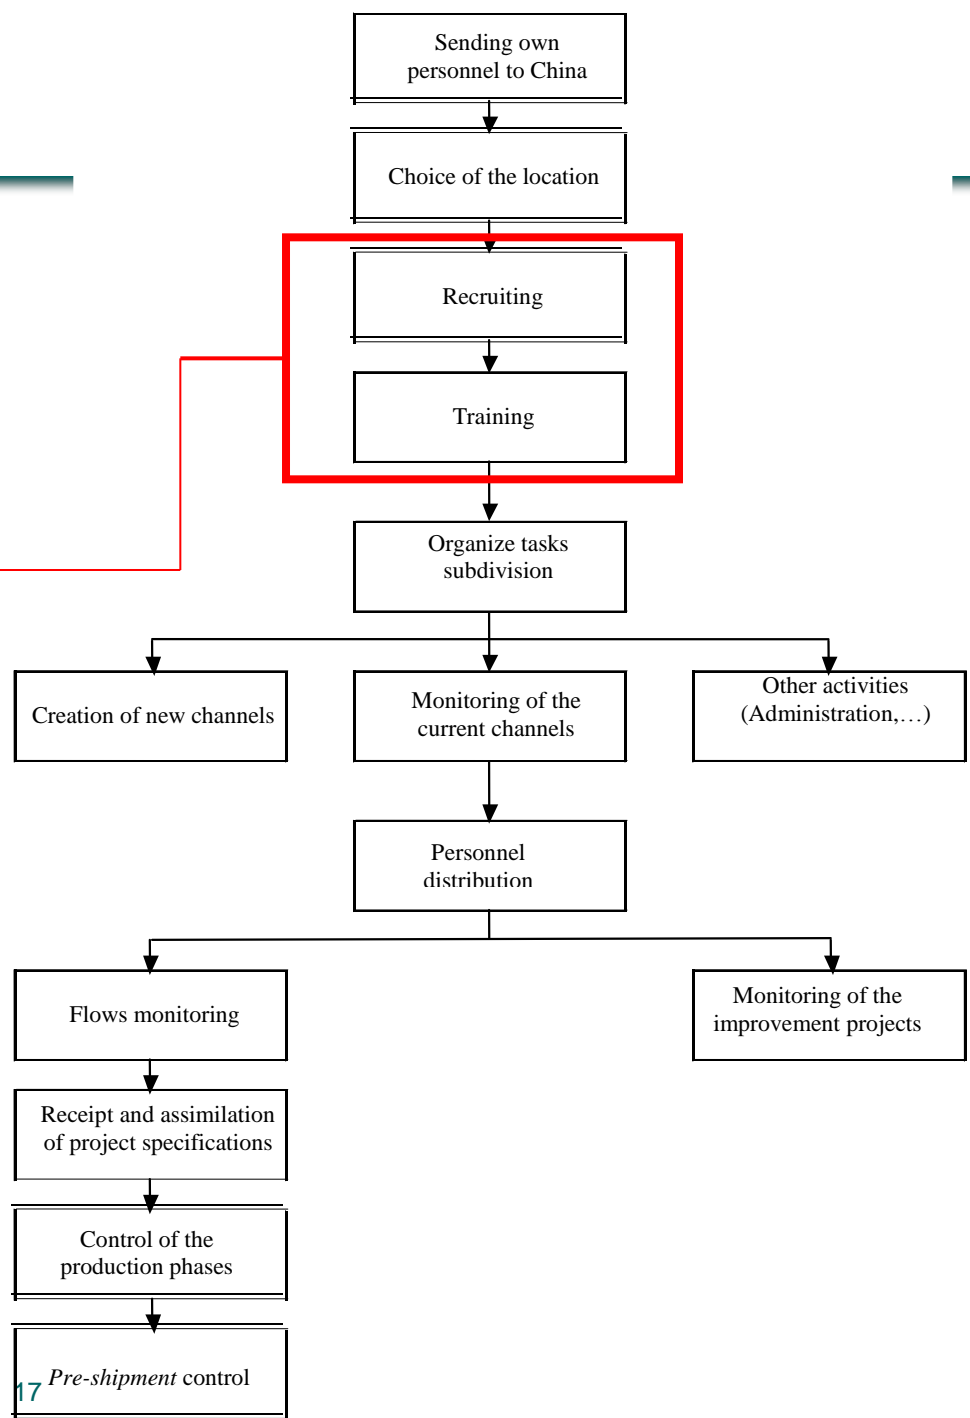 Sending own
personnel to China
Choice of the location
Recruiting
Training
Organize tasks
subdivision
Creation of new channels
Monitoring of the
current channels
Other activities
(Administration,…)
Personnel
distribution
Flows monitoring
Monitoring of the
improvement projects
Receipt and assimilation
of project specifications
Control of the
production phases
Pre-shipment control
17